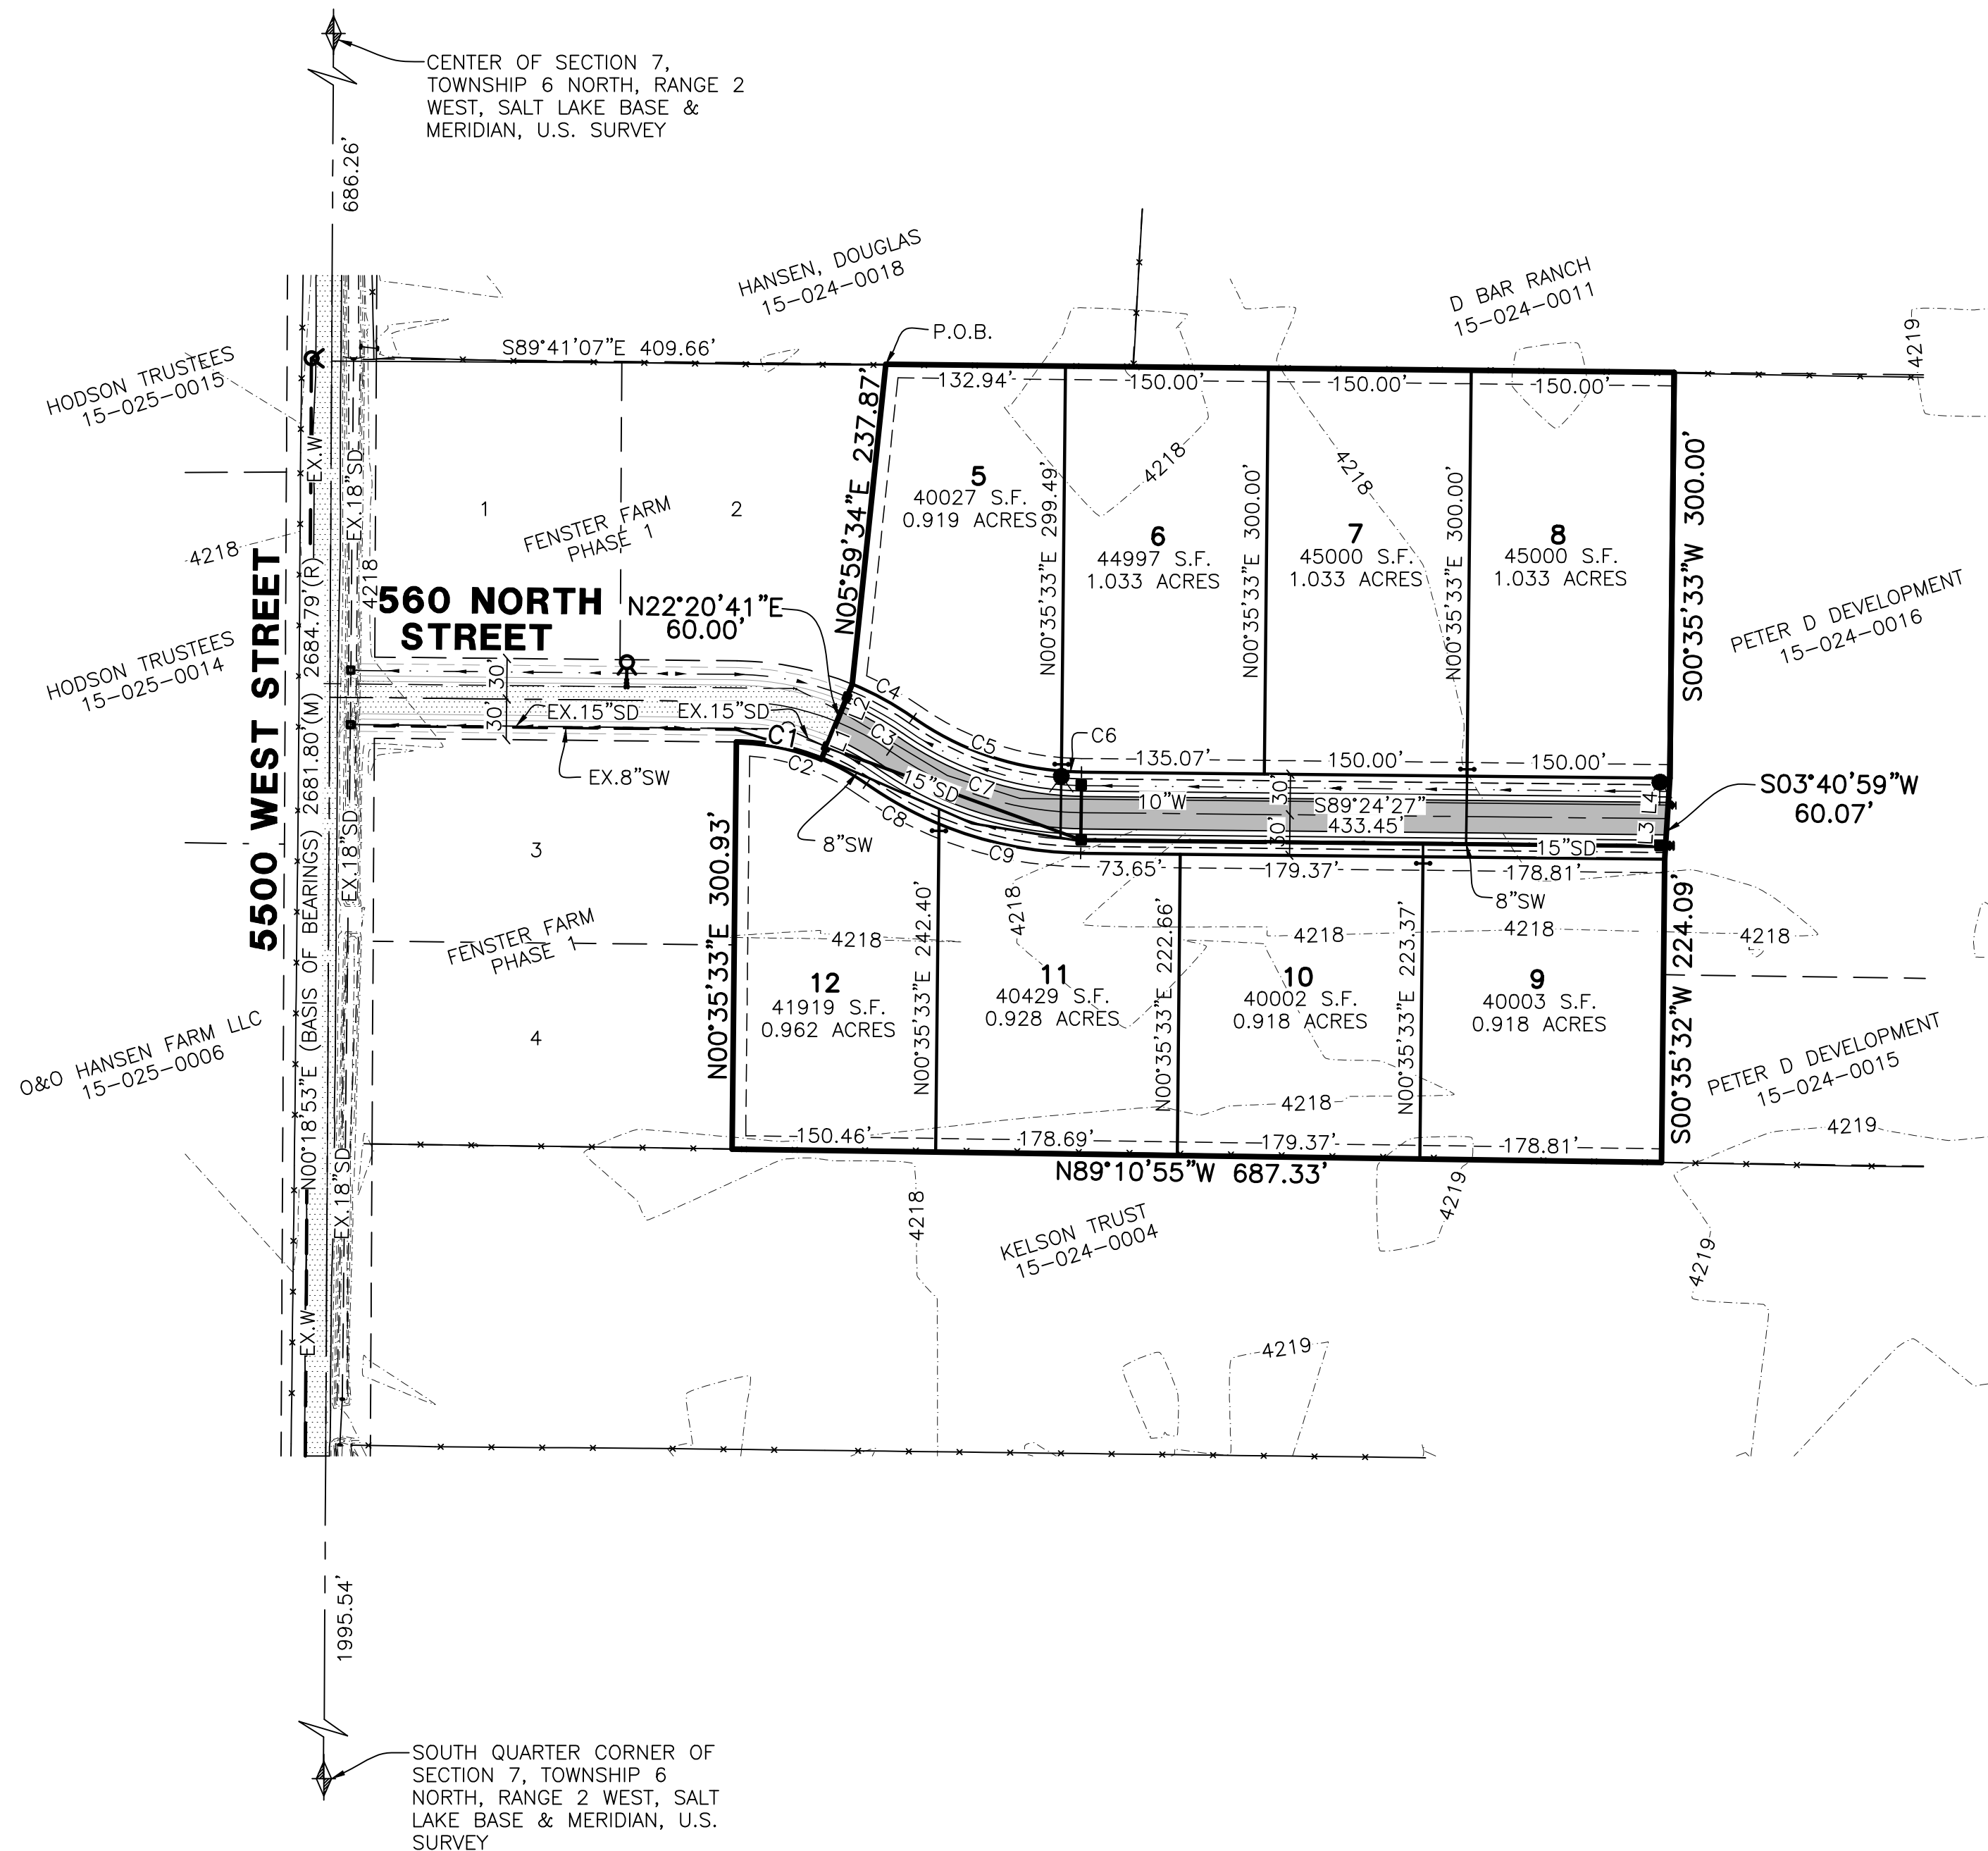 CENTER OF SECTION 7,
TOWNSHIP 6 NORTH, RANGE 2
WEST, SALT LAKE BASE &
MERIDIAN, U.S. SURVEY
686.26'
HANSEN, DOUGLAS
15-024-0018
D BAR RANCH
15-024-0011
4219
HODSON TRUSTEES
15-025-0015
S89°41'07"E 409.66'
P.O.B.
132.94'
150.00'
150.00'
150.00'
EX.W
EX.18"SD
4218
4218
1
2
FENSTER FARM
PHASE 1
N05°59'34"E 237.87'
5
40027 S.F.
0.919 ACRES
N00°35'33"E 299.49'
4218
6
44997 S.F.
1.033 ACRES
N00°35'33"E 300.00'
4218
7
45000 S.F.
1.033 ACRES
N00°35'33"E 300.00'
8
45000 S.F.
1.033 ACRES
S00°35'33"W 300.00'
PETER D DEVELOPMENT
15-024-0016
5500 WEST STREET
N00°18'53"E (BASIS OF BEARINGS) 2681.80'(M) 2684.79'(R)
560 NORTH
STREET
N22°20'41"E
60.00'
HODSON TRUSTEES
15-025-0014
30'
30'
EX.15"SD
EX.15"SD
EX.8"SW
C1
C2
L1
L2
C3
C4
C5
C6
C7
C8
C9
15"SD
8"SW
135.07'
150.00'
150.00'
10"W
30'
30'
S89°24'27"
433.45'
L4
L3
S03°40'59"W
60.07'
15"SD
8"SW
73.65'
179.37'
178.81'
EX.18"SD
3
FENSTER FARM
PHASE 1
4
N00°35'33"E 300.93'
4218
12
41919 S.F.
0.962 ACRES
N00°35'33"E 242.40'
4218
11
40429 S.F.
0.928 ACRES
N00°35'33"E 222.66'
4218
4218
4218
10
40002 S.F.
0.918 ACRES
N00°35'33"E 223.37'
9
40003 S.F.
0.918 ACRES
S00°35'32"W 224.09'
PETER D DEVELOPMENT
15-024-0015
O&O HANSEN FARM LLC
15-025-0006
4218
4219
150.46'
178.69'
179.37'
178.81'
N89°10'55"W 687.33'
EX.18"SD
EX.W
4218
KELSON TRUST
15-024-0004
4219
4219
4219
1995.54'
SOUTH QUARTER CORNER OF
SECTION 7, TOWNSHIP 6
NORTH, RANGE 2 WEST, SALT
LAKE BASE & MERIDIAN, U.S.
SURVEY